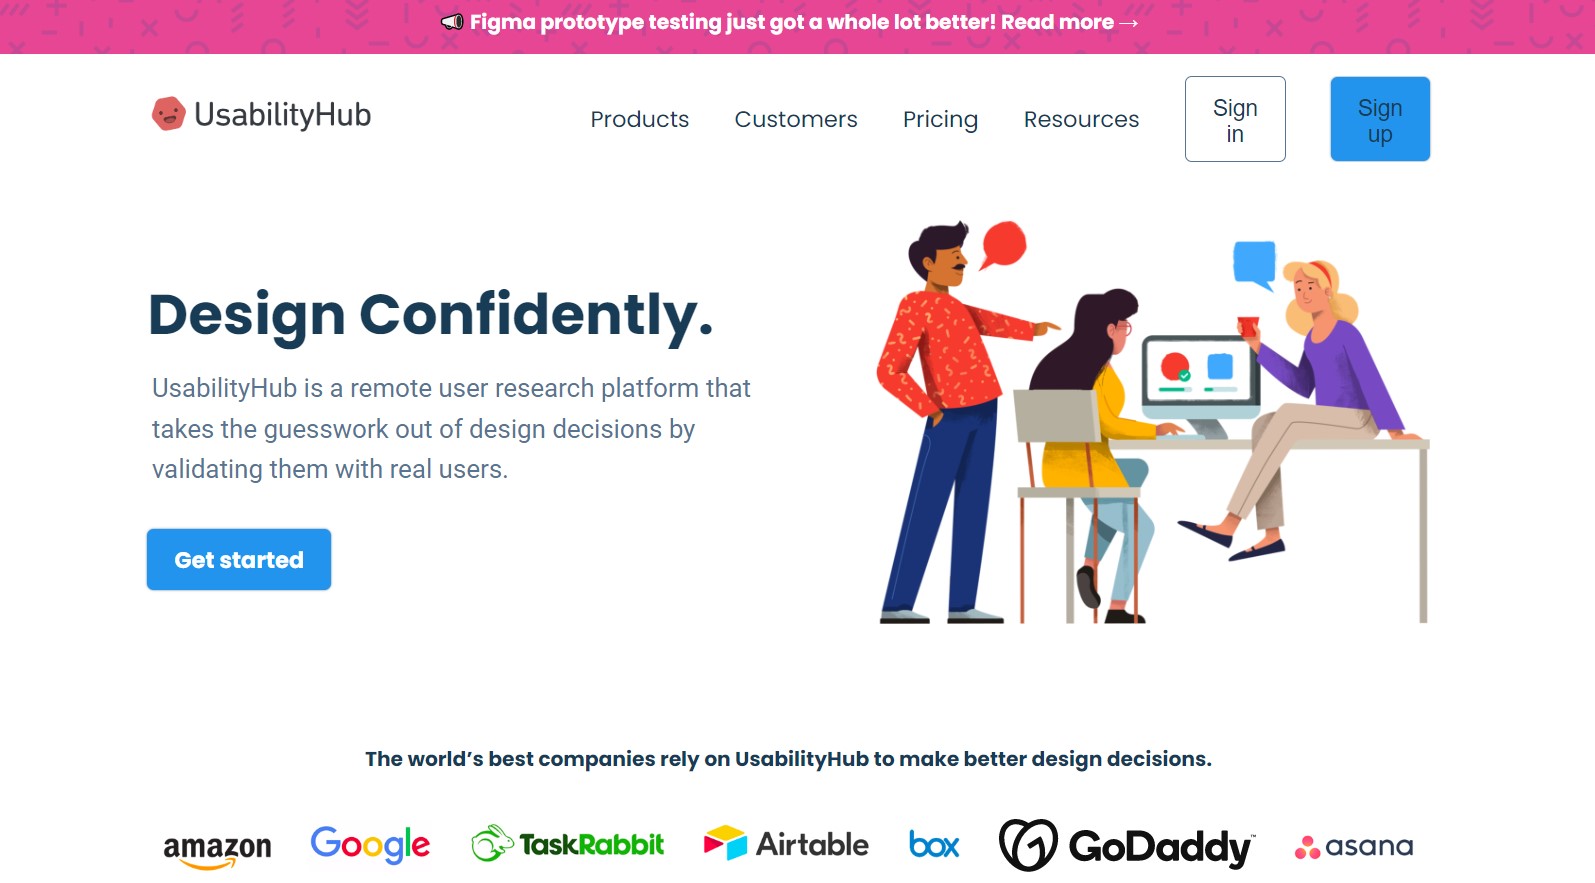 Figma prototype testing just got a whole lot better! Read more →
UsabilityHub
Products
Customers
Pricing
Resources
Sign
in
Sign
up
Design Confidently.
UsabilityHub is a remote user research platform that
takes the guesswork out of design decisions by
validating them with real users.
Get started
The world’s best companies rely on UsabilityHub to make better design decisions.
amazon
Google
TaskRabbit
Airtable
box
GoDaddy™
asana